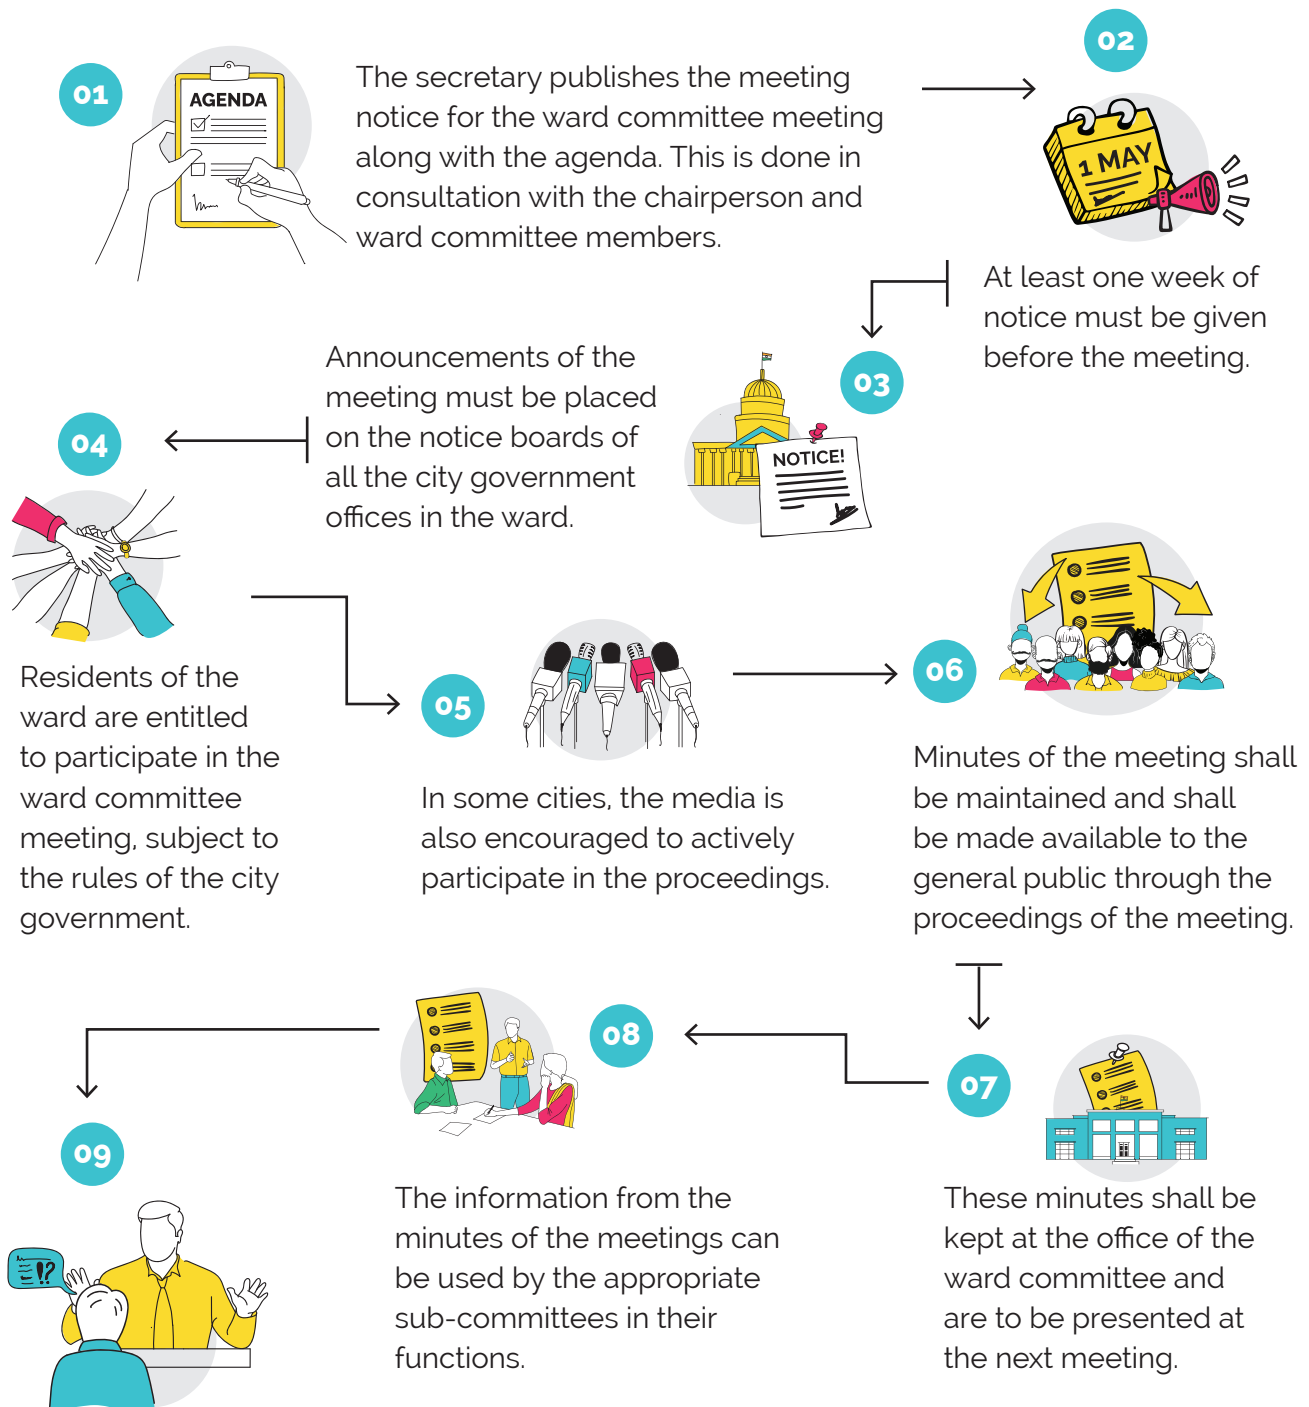 01
AGENDA
The secretary publishes the meeting
notice for the ward committee meeting
along with the agenda. This is done in
consultation with the chairperson and
ward committee members.
02
1 MAY
At least one week of
notice must be given
before the meeting.
03
NOTICE!
Announcements of the
meeting must be placed
on the notice boards of
all the city government
offices in the ward.
04
Residents of the
ward are entitled
to participate in the
ward committee
meeting, subject to
the rules of the city
government.
05
In some cities, the media is
also encouraged to actively
participate in the proceedings.
06
Minutes of the meeting shall
be maintained and shall
be made available to the
general public through the
proceedings of the meeting.
07
These minutes shall be
kept at the office of the
ward committee and
are to be presented at
the next meeting.
08
The information from the
minutes of the meetings can
be used by the appropriate
sub-committees in their
functions.
09
!?